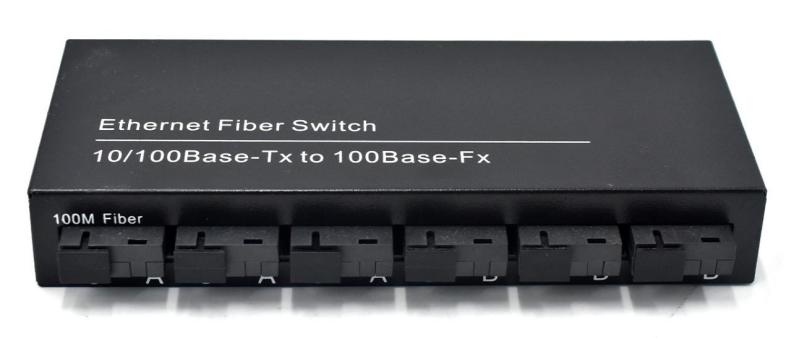 Ethernet Fiber Switch
10/100Base-Tx to 100Base-Fx
100M Fiber
A A A B